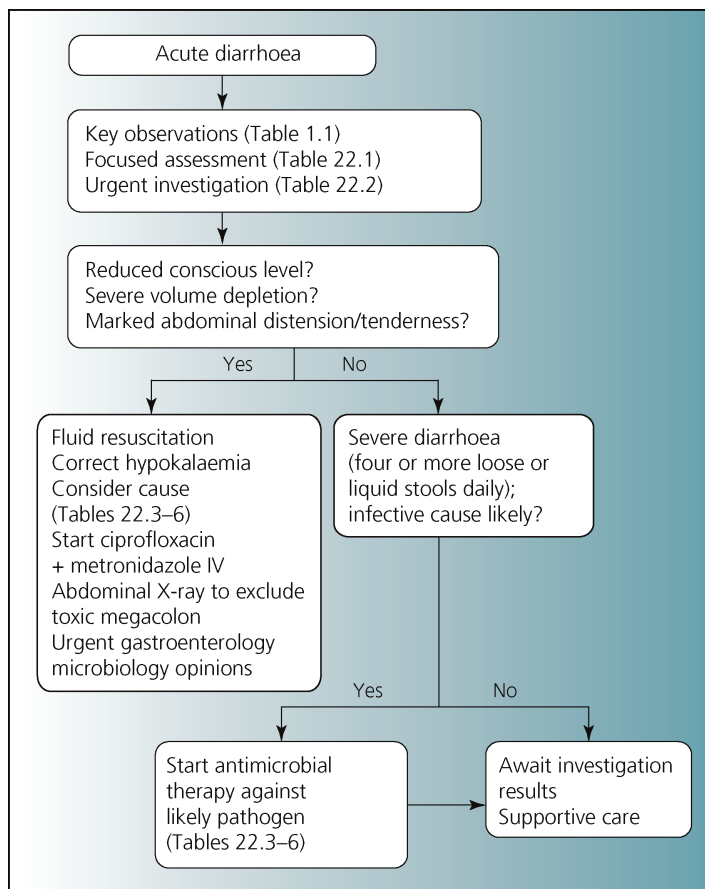 Acute diarrhoea
Key observations (Table 1.1)
Focused assessment (Table 22.1)
Urgent investigation (Table 22.2)
Reduced conscious level?
Severe volume depletion?
Marked abdominal distension/tenderness?
Yes
No
Fluid resuscitation
Correct hypokalaemia
Consider cause
(Tables 22.3–6)
Start ciprofloxacin
+ metronidazole IV
Abdominal X-ray to exclude
toxic megacolon
Urgent gastroenterology
microbiology opinions
Severe diarrhoea
(four or more loose or
liquid stools daily);
infective cause likely?
Yes
No
Start antimicrobial
therapy against
likely pathogen
(Tables 22.3–6)
Await investigation
results
Supportive care